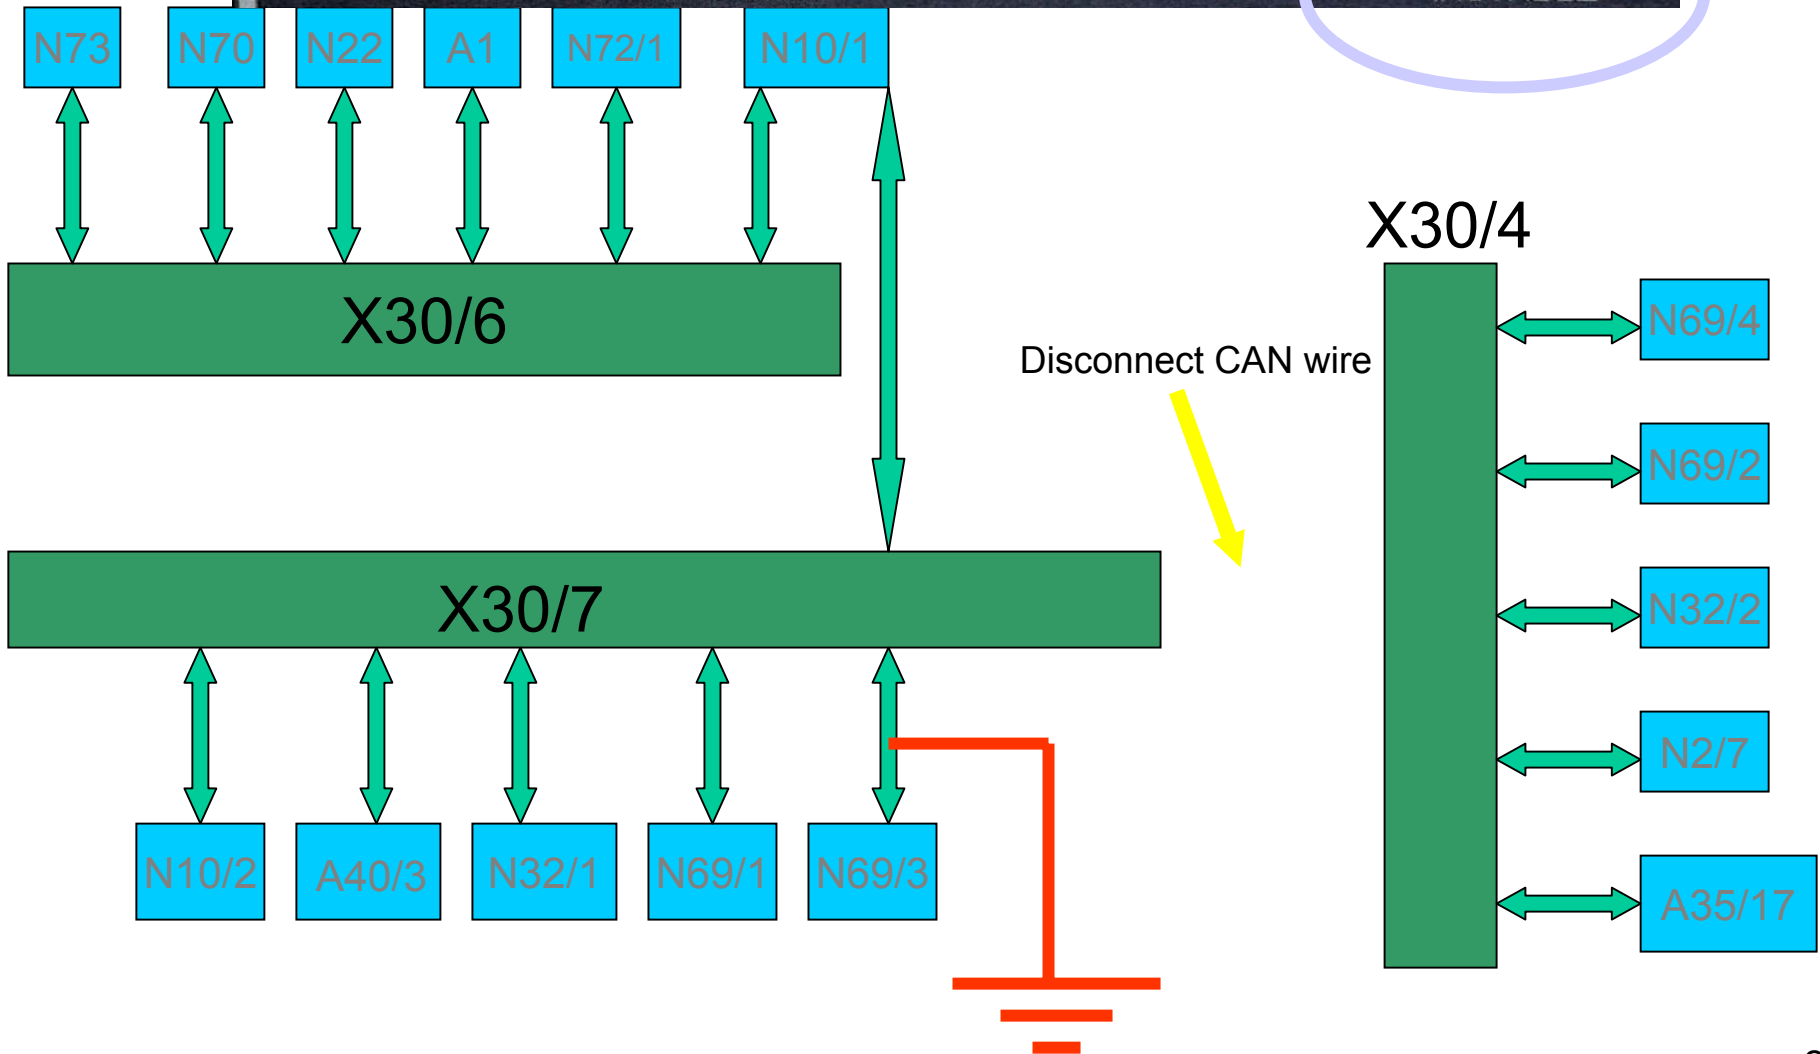 N73 N70 N22 A1 N72/1 N10/1
X30/4
X30/6
N69/4
Disconnect CAN wire
N69/2
X30/7
N32/2
N2/7
N10/2 A40/3 N32/1 N69/1 N69/3
A35/17